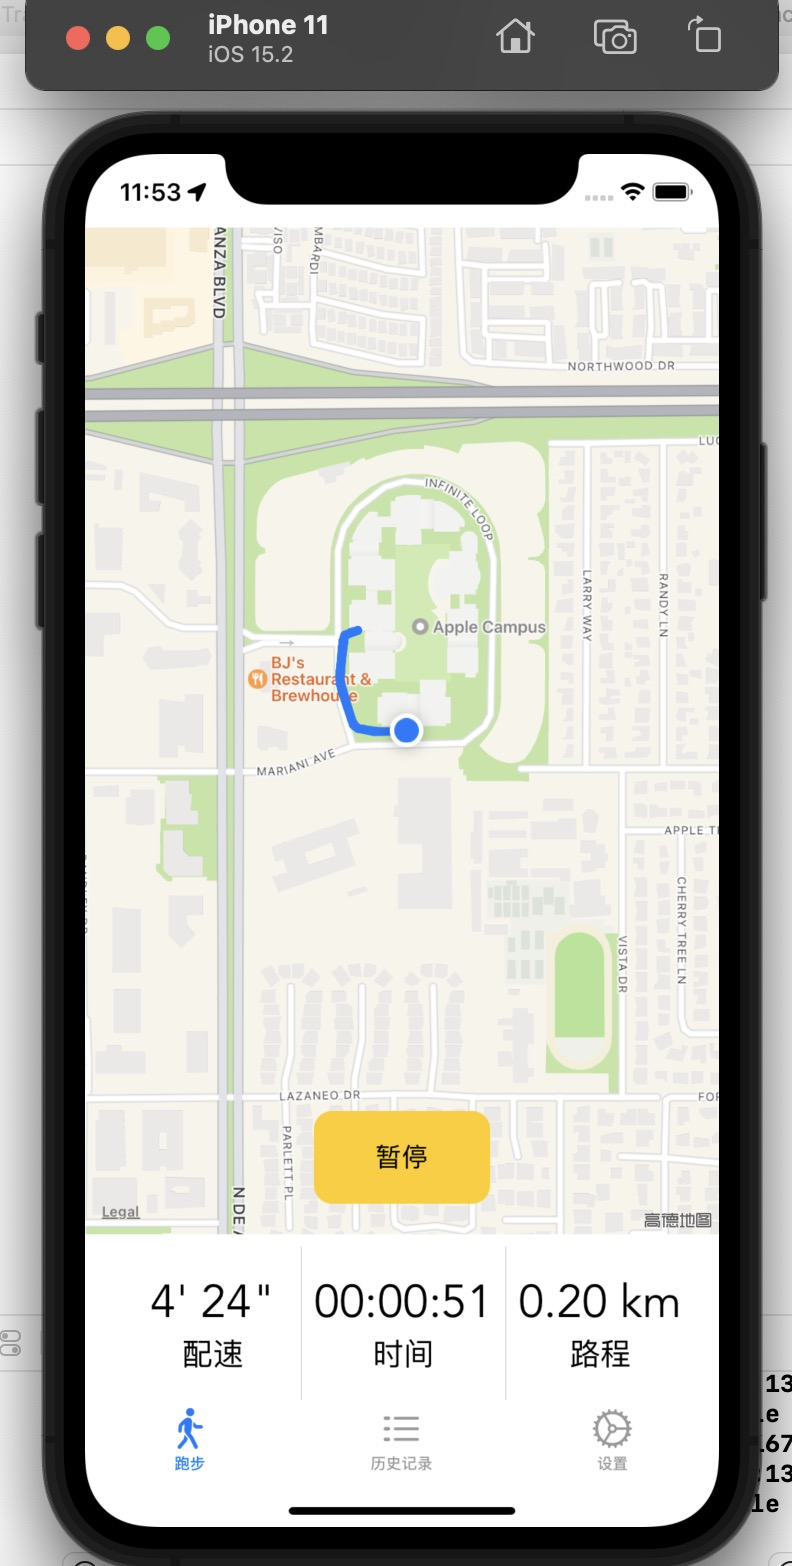 iPhone 11
iOS 15.2
11:53
ANZA BLVD
NORTHWOOD DR
INFINITE LOOP
LARRY WAY
RANDY LN
Apple Campus
BJ's
Restaurant &
Brewhouse
MARIANI AVE
APPLE
CHERRY TREE LN
VISTA DR
LAZANEO DR
PARLETT PL
N DE
暂停
Legal
高德地图
4' 24"
00:00:51
0.20 km
配速
时间
路程
跑步
历史记录
设置